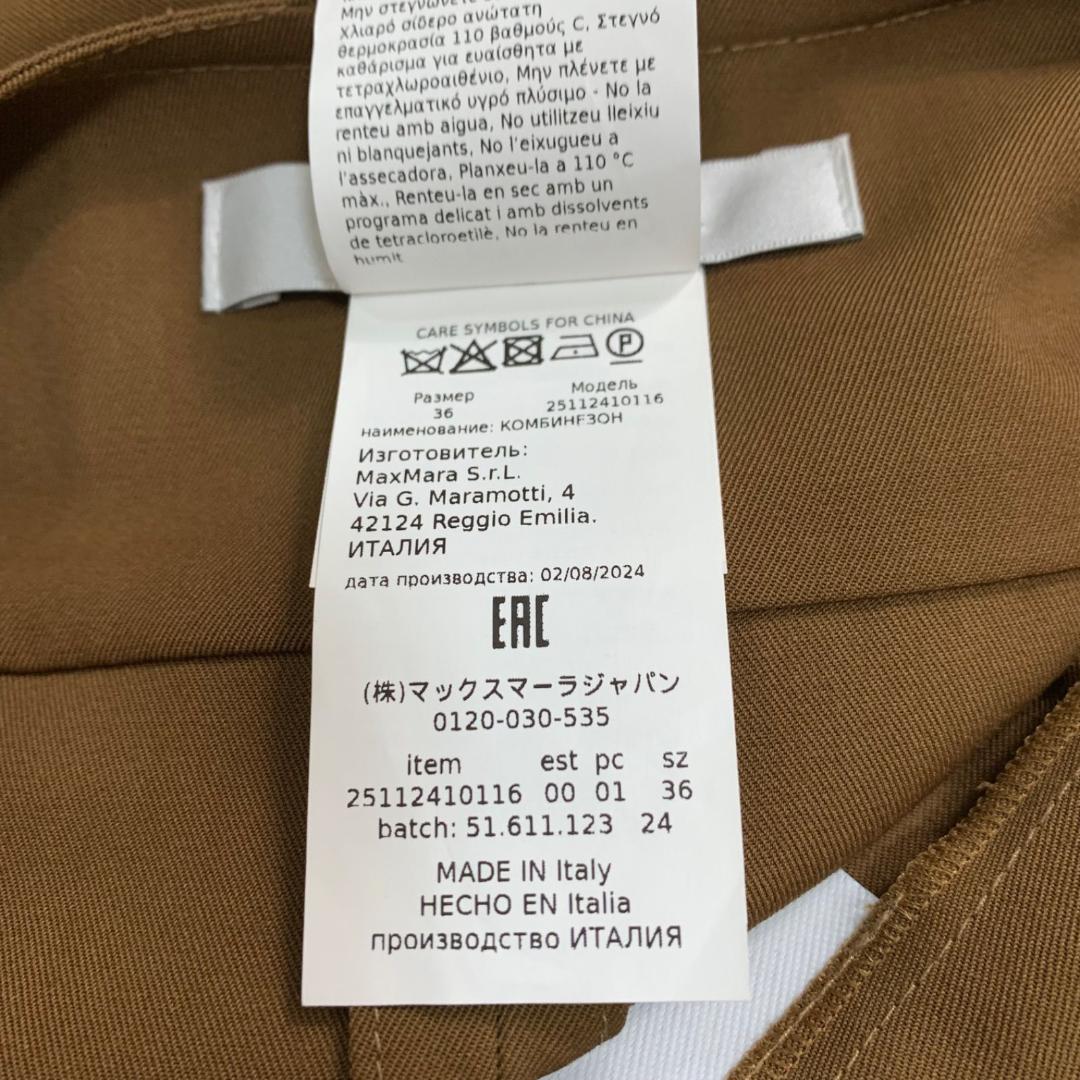 Μην στεγνώνετε
Χλιαρό σίδερο ανώτατη
θερμοκρασία 110 βαθμούς C, Στεγνό
καθάρισμα για ευαίσθητα με
τετραχλωροαιθένιο, Μην πλένετε με
επαγγελματικό υγρό πλύσιμο - No la
renteu amb aigua, No utilitzeu lleixiu
ni blanquejants, No l'eixugueu a
l'assecadora, Planxeu-la a 110 °C
màx., Renteu-la en sec amb un
programa delicat i amb dissolvents
de tetracloroetilè, No la renteu en
humit
CARE SYMBOLS FOR CHINA
P
Размер Модель
36 25112410116
наименование: КОМБИНЕЗОН
Изготовитель:
MaxMara S.r.L.
Via G. Maramotti, 4
42124 Reggio Emilia.
ИТАЛИЯ
дата производства: 02/08/2024
EAC
(株)マックスマーラジャパン
0120-030-535
item est pc sz
25112410116 00 01 36
batch: 51.611.123 24
MADE IN Italy
HECHO EN Italia
производство ИТАЛИЯ